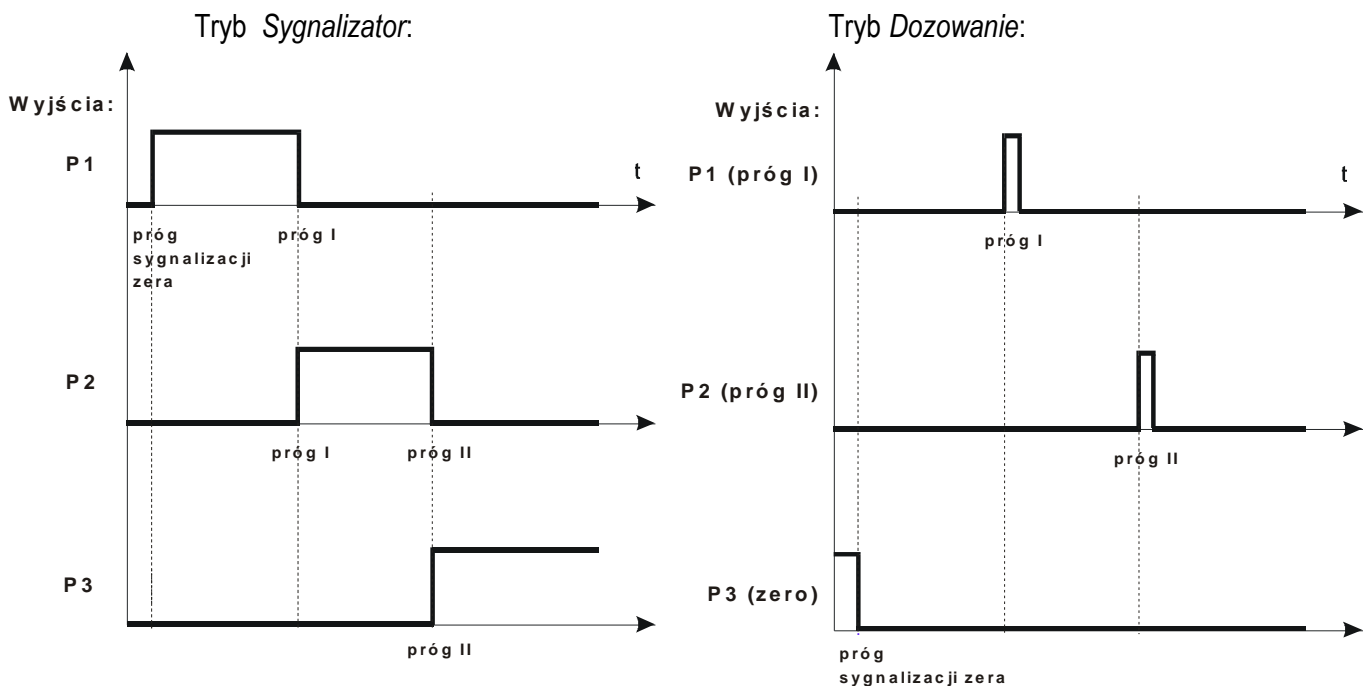 Tryb Sygnalizator:
Wyjścia:
P1
t
próg
sygnalizacji
zera
próg I
P2
próg I
próg II
P3
próg II
Tryb Dozowanie:
Wyjścia:
P1 (próg I)
t
próg I
P2 (próg II)
próg II
P3 (zero)
próg
sygnalizacji zera